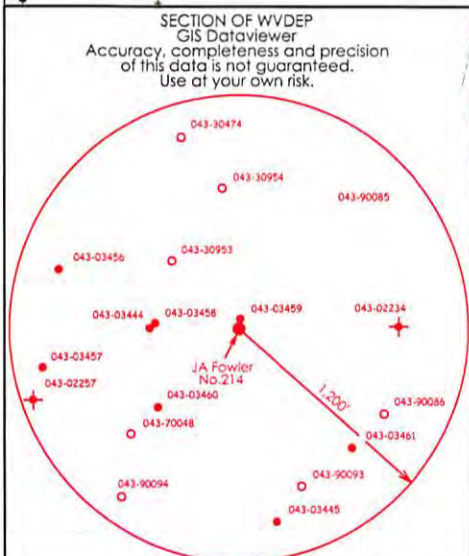 SECTION OF WVDEP
GIS Dataviewer
Accuracy, completeness and precision
of this data is not guaranteed.
Use at your own risk.
043-30474
043-30954
043-90085
043-30953
043-03456
043-03459
043-03444
043-03458
043-02234
043-03457
JA Fowler
No.214
043-02257
1,200'
043-03460
043-90086
043-70048
043-03461
043-90094
043-90093
043-03445